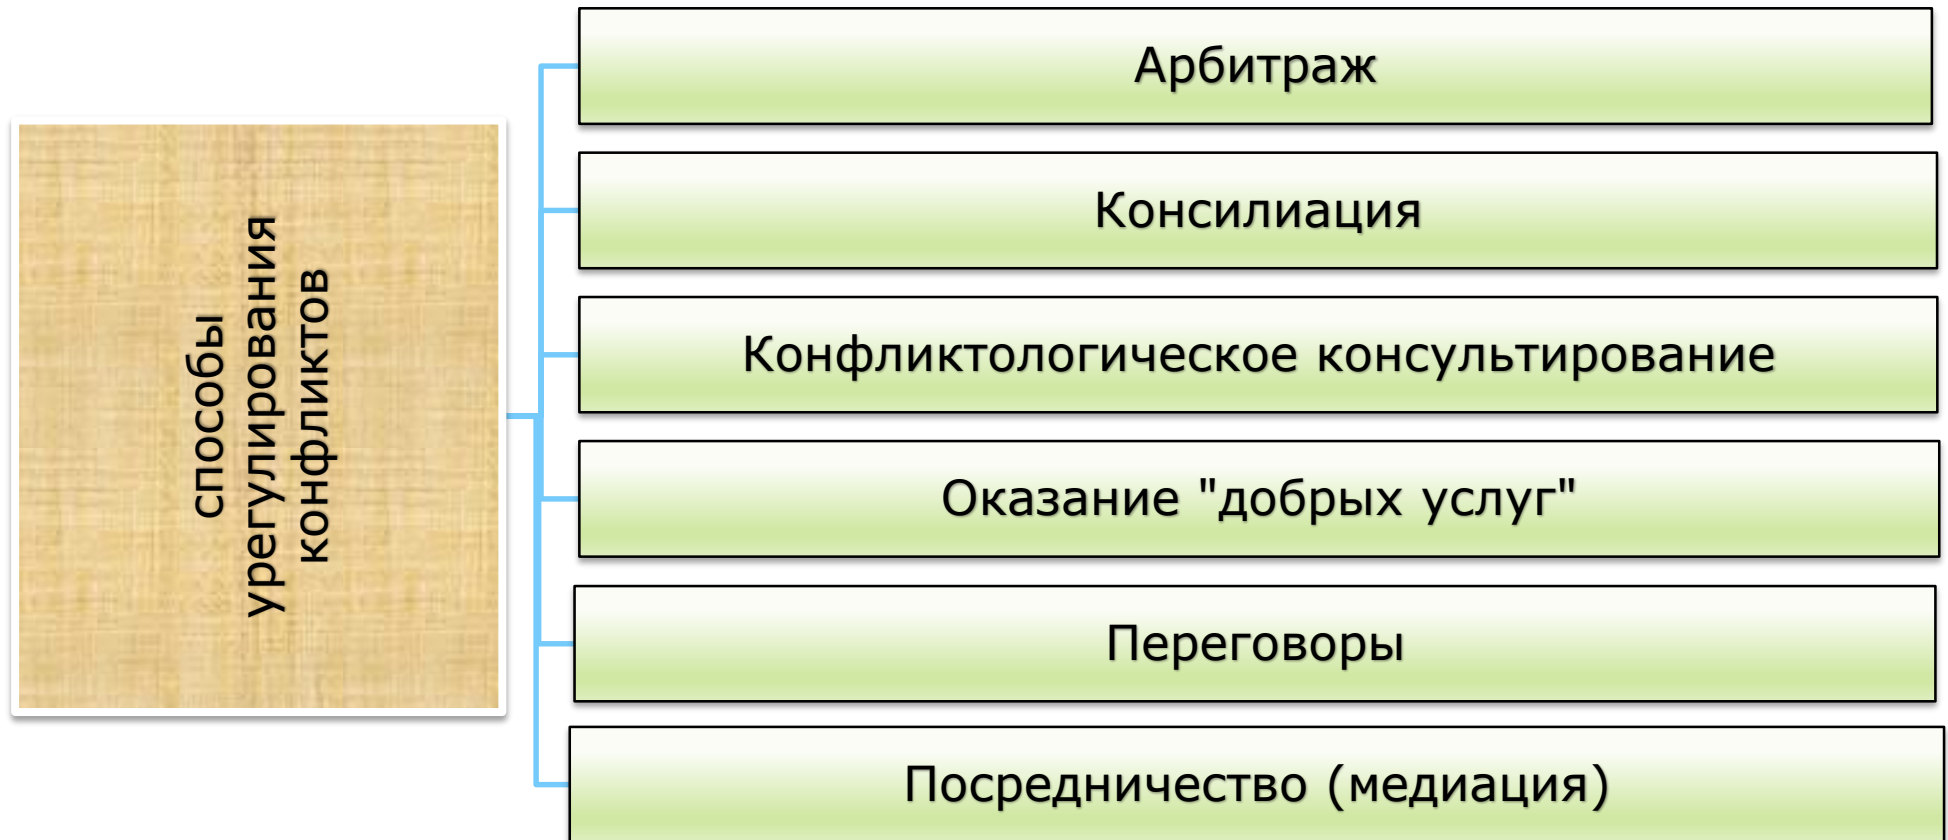 способы
урегулирования
конфликтов
Арбитраж
Консилиация
Конфликтологическое консультирование
Оказание "добрых услуг"
Переговоры
Посредничество (медиация)